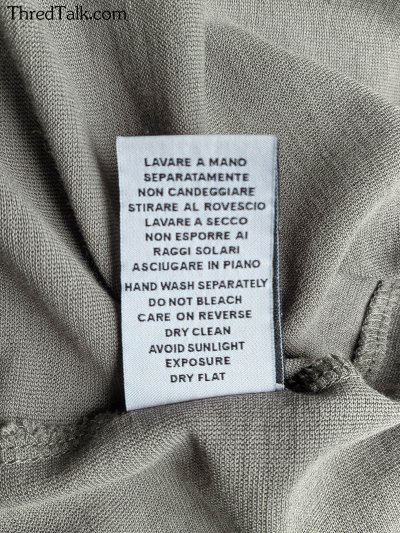 ThredTalk.com
LAVARE A MANO
SEPARATAMENTE
NON CANDEGGIARE
STIRARE AL ROVESCIO
LAVARE A SECCO
NON ESPORRE AI
RAGGI SOLARI
ASCIUGARE IN PIANO
HAND WASH SEPARATELY
DO NOT BLEACH
CARE ON REVERSE
DRY CLEAN
AVOID SUNLIGHT
EXPOSURE
DRY FLAT